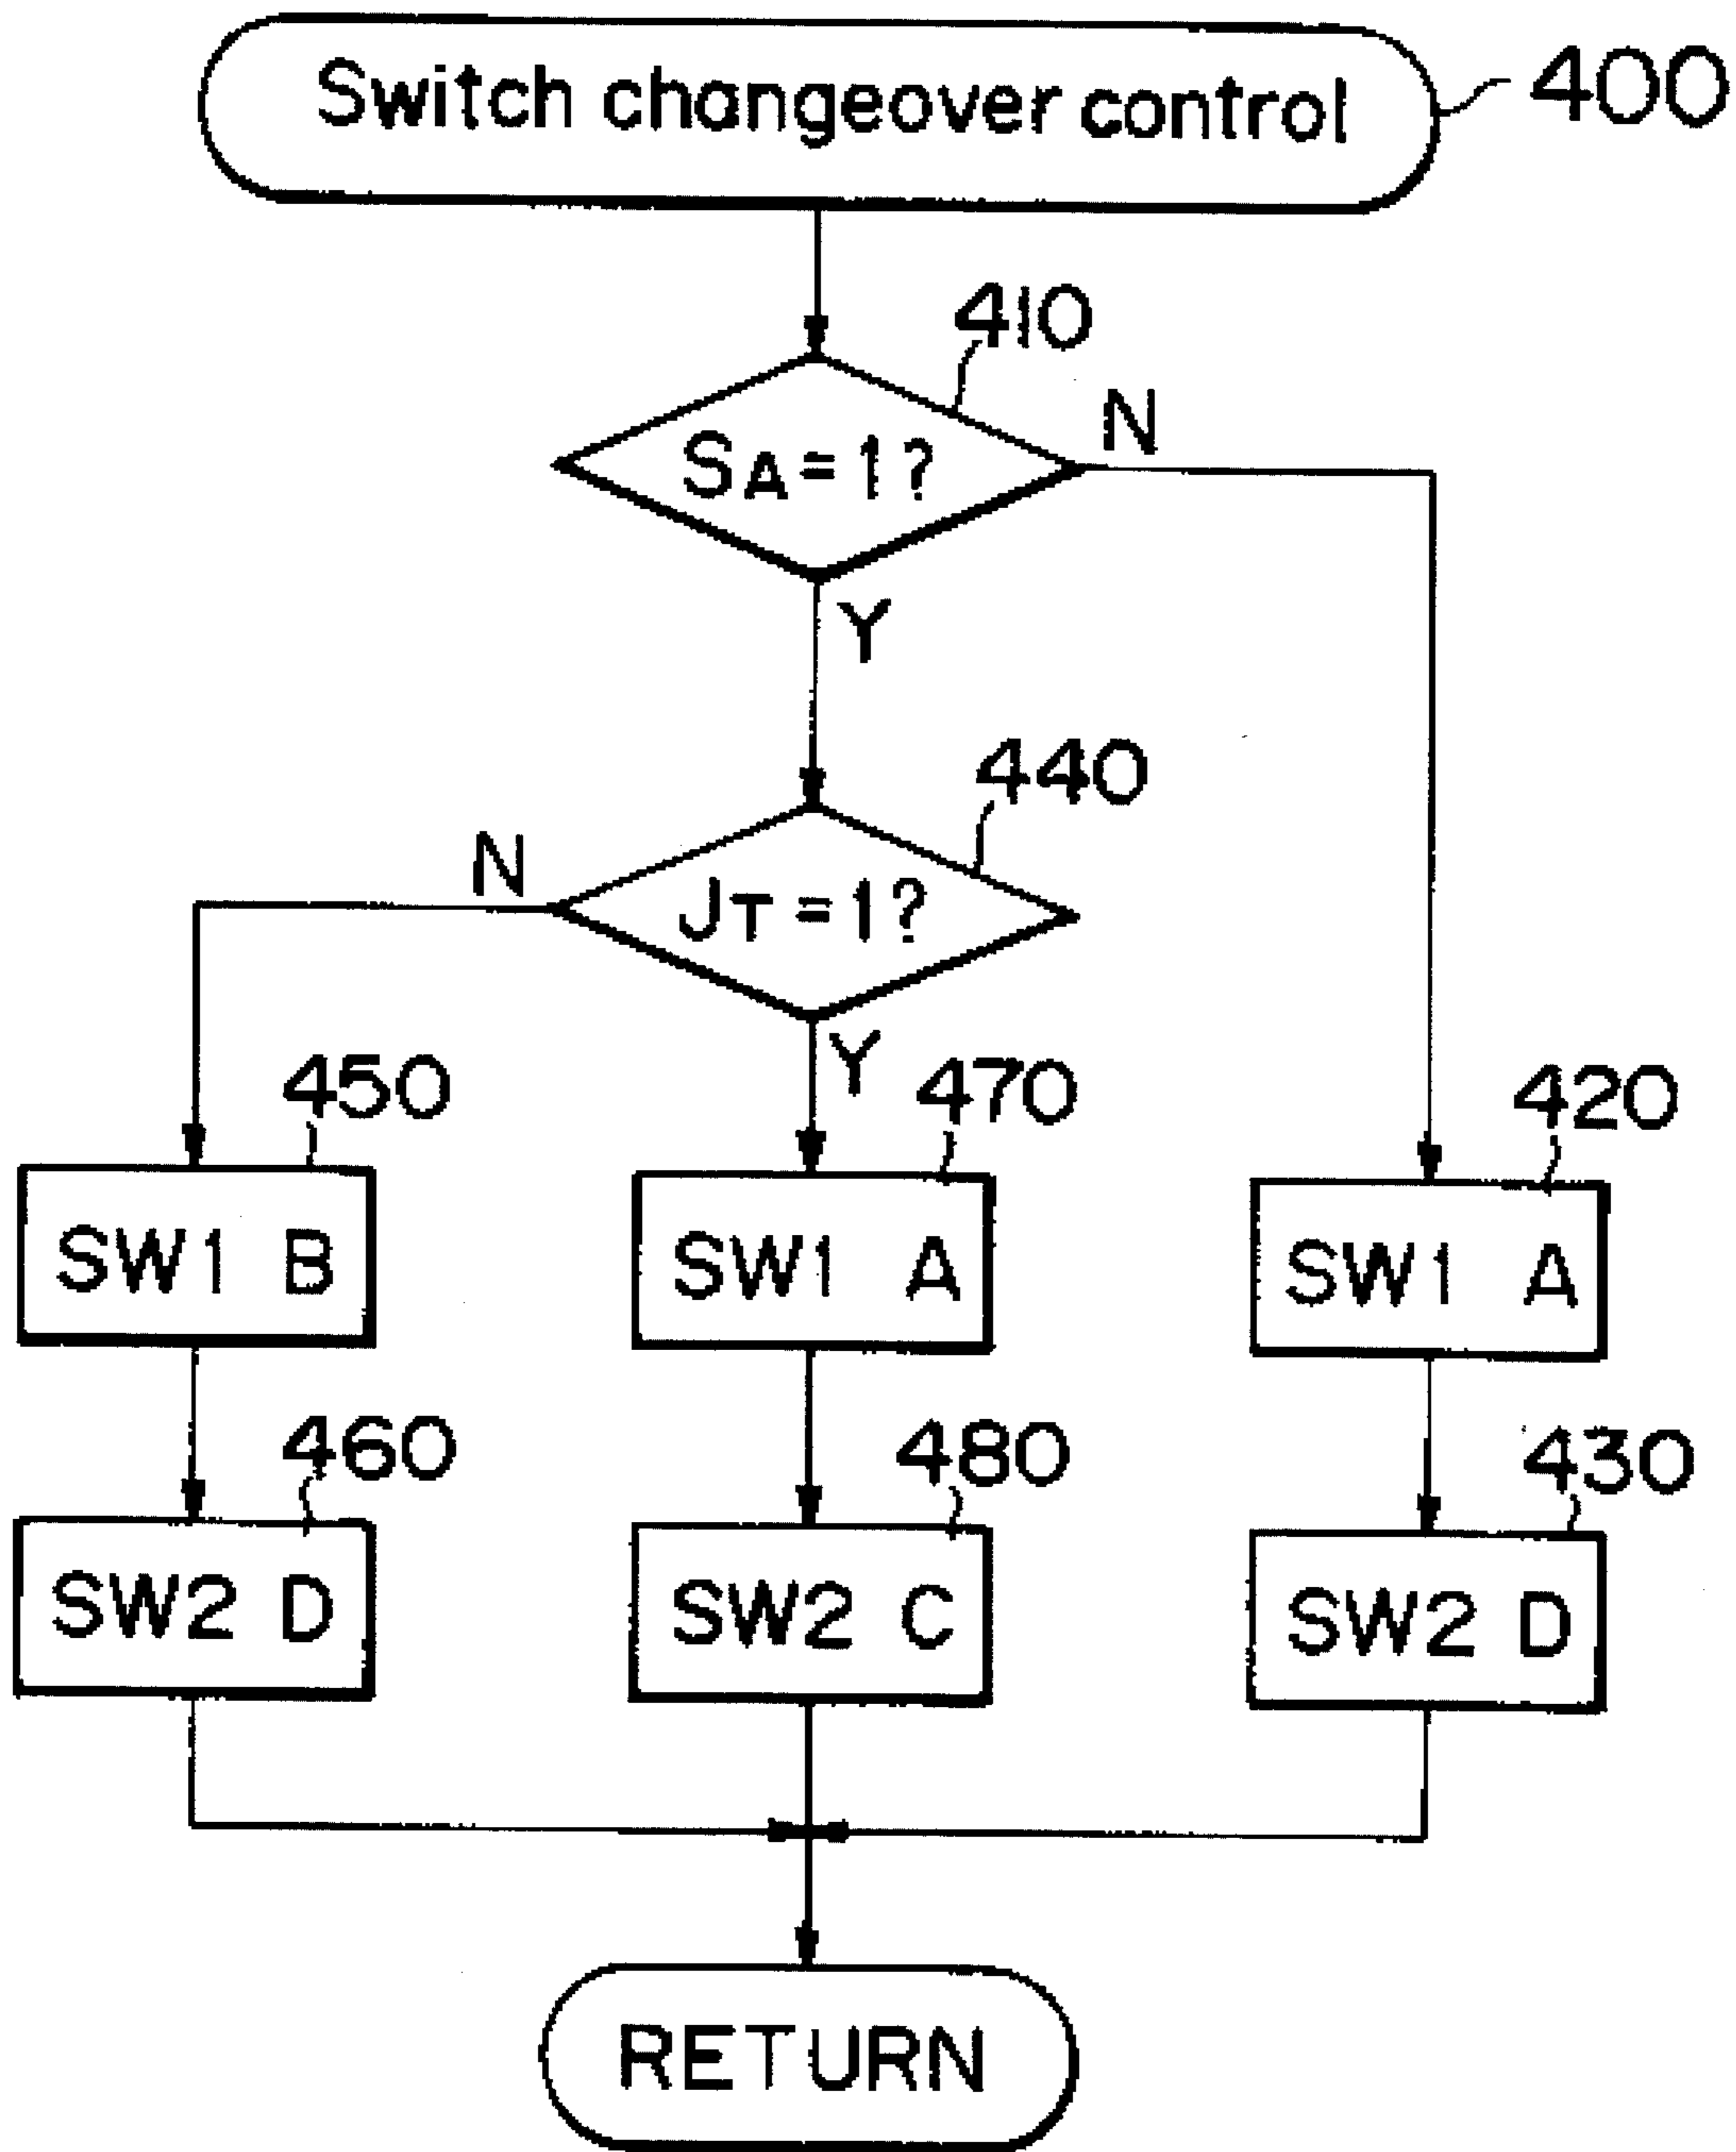 Switch changeover control
400
410
SA=1?
N
Y
440
JT=1?
N
Y
450
470
420
SW1 B
SW1 A
SW1 A
460
480
430
SW2 D
SW2 C
SW2 D
RETURN